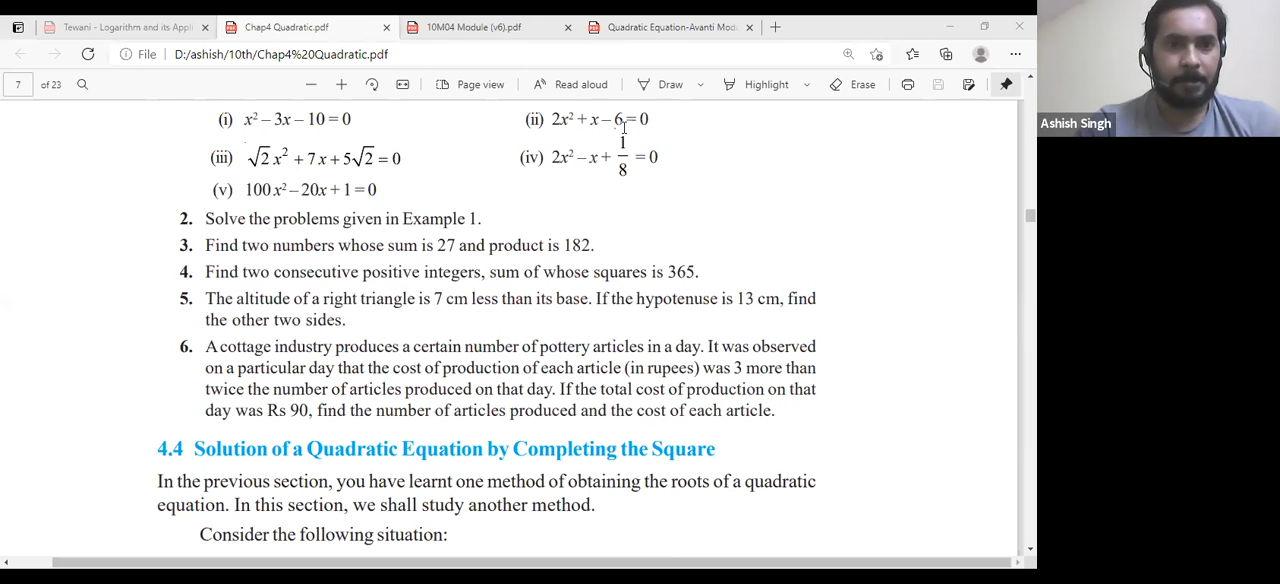 Tewani - Logarithm and its Appli
Chap4 Quadratic.pdf
10M04 Module (v6).pdf
Quadratic Equation-Avanti Mod
File
D:/ashish/10th/Chap4%20Quadratic.pdf
7 of 23
Page view
Read aloud
Draw
Highlight
Erase
(i) x² – 3x – 10 = 0
(ii) 2x² + x – 6 = 0
(iii) √2 x² + 7x + 5√2 = 0
(iv) 2x² – x + 1/8 = 0
(v) 100x² – 20x + 1 = 0
2. Solve the problems given in Example 1.
3. Find two numbers whose sum is 27 and product is 182.
4. Find two consecutive positive integers, sum of whose squares is 365.
5. The altitude of a right triangle is 7 cm less than its base. If the hypotenuse is 13 cm, find
the other two sides.
6. A cottage industry produces a certain number of pottery articles in a day. It was observed
on a particular day that the cost of production of each article (in rupees) was 3 more than
twice the number of articles produced on that day. If the total cost of production on that
day was Rs 90, find the number of articles produced and the cost of each article.
4.4 Solution of a Quadratic Equation by Completing the Square
In the previous section, you have learnt one method of obtaining the roots of a quadratic
equation. In this section, we shall study another method.
Consider the following situation:
Ashish Singh